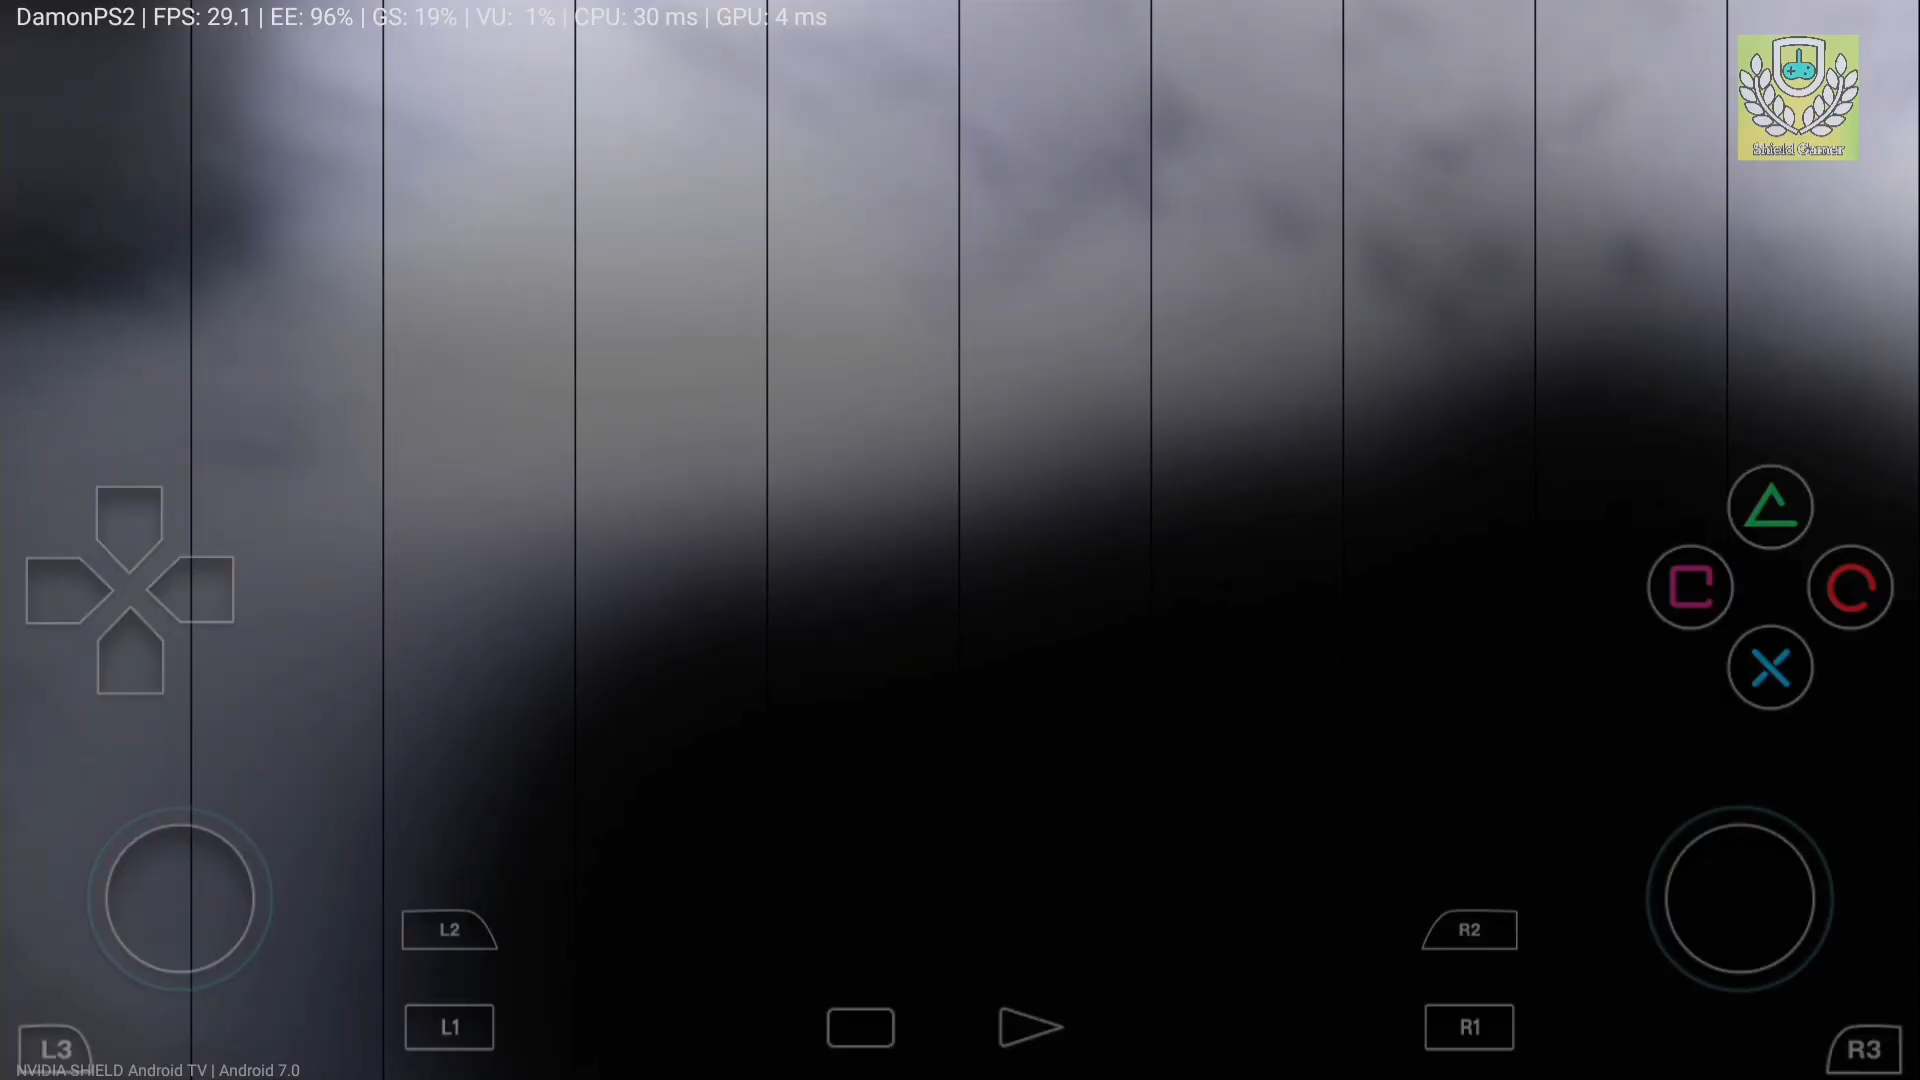 DamonPS2 | FPS: 29.1 | EE: 96% | GS: 19% | VU: 1% | CPU: 30 ms | GPU: 4 ms
Shield Gamer
L2
R2
L1
R1
L3
R3
NVIDIA SHIELD Android TV | Android 7.0